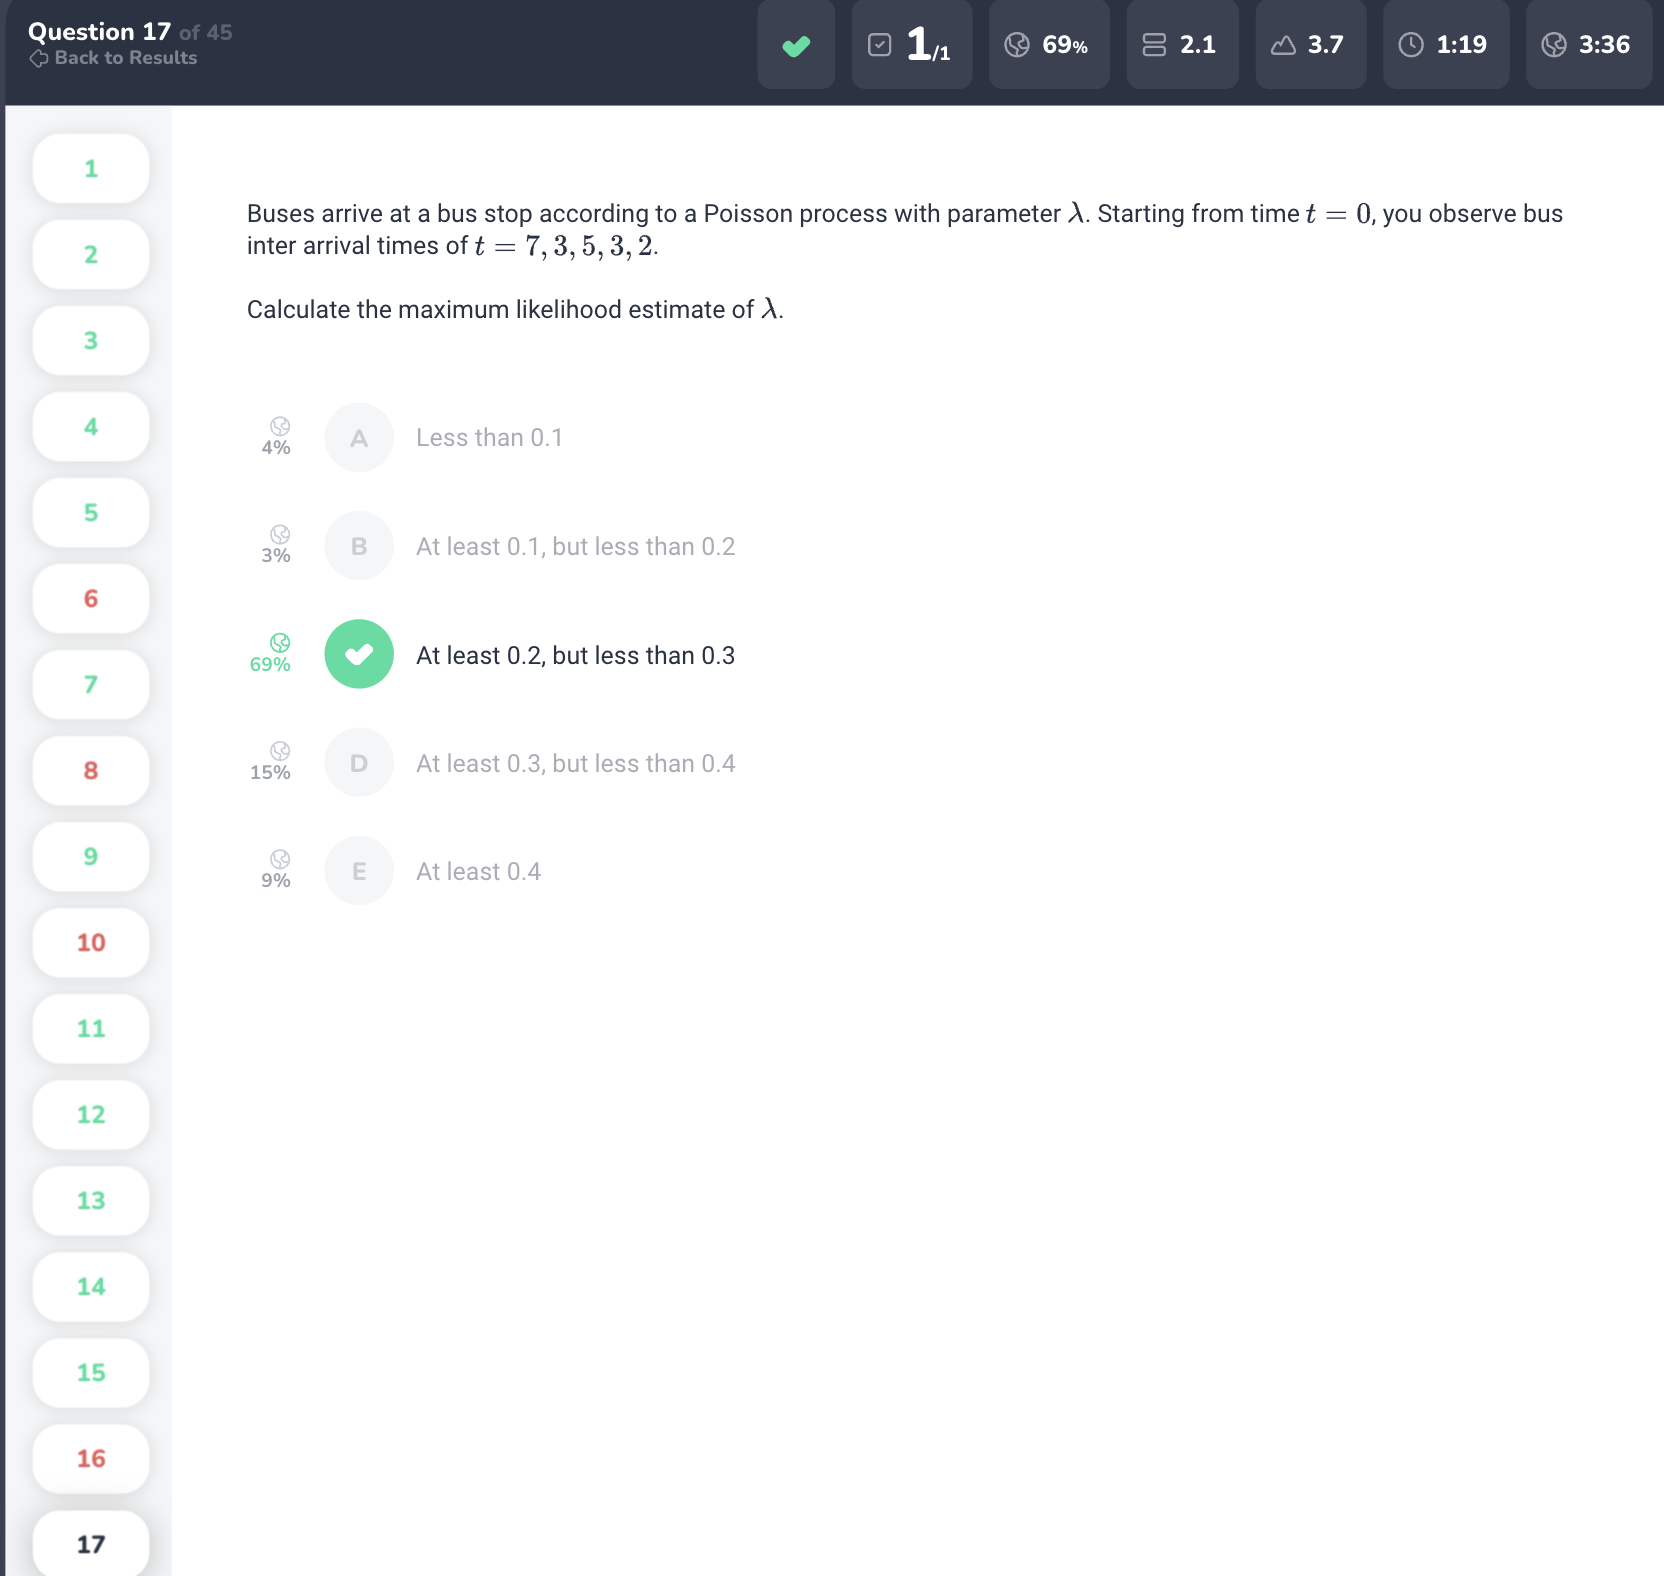 Question 17 of 45
Back to Results
1/1
69%
2.1
3.7
1:19
3:36
1
2
3
4
5
6
7
8
9
10
11
12
13
14
15
16
17
Buses arrive at a bus stop according to a Poisson process with parameter λ. Starting from time t = 0, you observe bus
inter arrival times of t = 7, 3, 5, 3, 2.
Calculate the maximum likelihood estimate of λ.
4% A Less than 0.1
3% B At least 0.1, but less than 0.2
69% At least 0.2, but less than 0.3
15% D At least 0.3, but less than 0.4
9% E At least 0.4